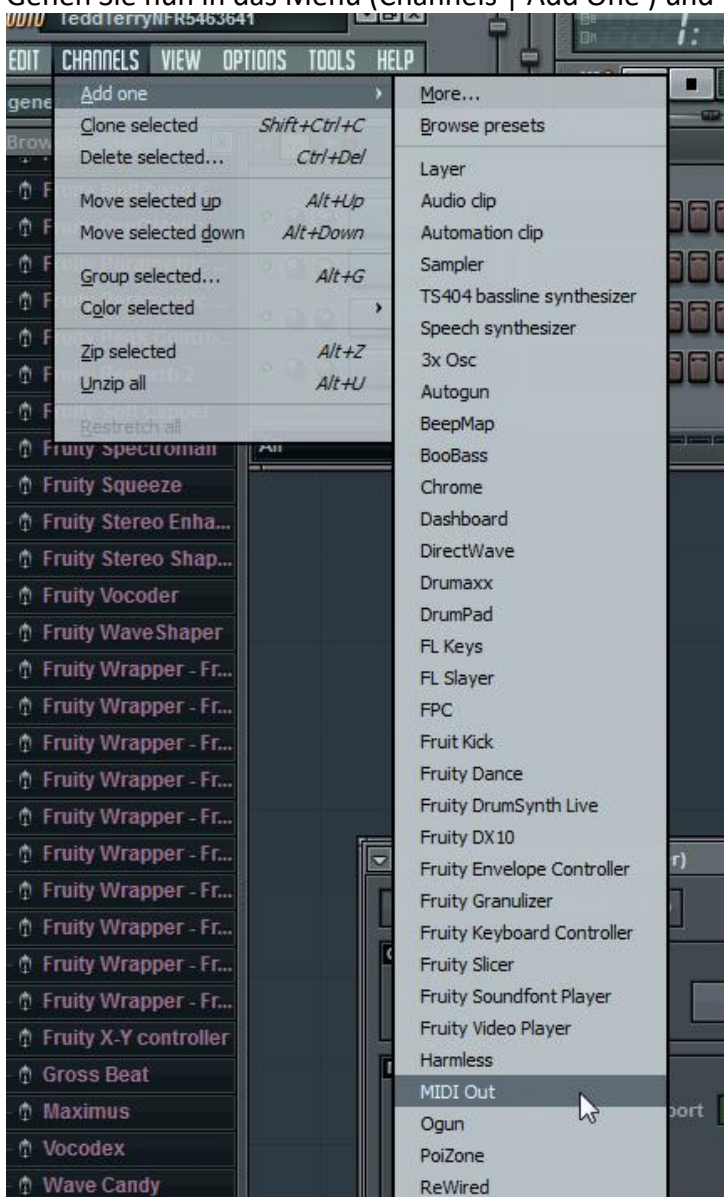 Gehen Sie nun in das Menü (Channels | Add One ) und
TeddTerryNFR5463641
EDIT CHANNELS VIEW OPTIONS TOOLS HELP
Add one
Clone selected Shift+Ctrl+C
Delete selected... Ctrl+Del
Move selected up Alt+Up
Move selected down Alt+Down
Group selected... Alt+G
Color selected
Zip selected Alt+Z
Unzip all Alt+U
Restretch all
More...
Browse presets
Layer
Audio clip
Automation clip
Sampler
TS404 bassline synthesizer
Speech synthesizer
3x Osc
Autogun
BeepMap
BooBass
Chrome
Dashboard
DirectWave
Drumaxx
DrumPad
FL Keys
FL Slayer
FPC
Fruit Kick
Fruity Dance
Fruity DrumSynth Live
Fruity DX10
Fruity Envelope Controller
Fruity Granulizer
Fruity Keyboard Controller
Fruity Slicer
Fruity Soundfont Player
Fruity Video Player
Harmless
MIDI Out
Ogun
PoiZone
ReWired
Fruity Spectroman
Fruity Squeeze
Fruity Stereo Enha...
Fruity Stereo Shap...
Fruity Vocoder
Fruity WaveShaper
Fruity Wrapper - Fr...
Fruity Wrapper - Fr...
Fruity Wrapper - Fr...
Fruity Wrapper - Fr...
Fruity Wrapper - Fr...
Fruity Wrapper - Fr...
Fruity Wrapper - Fr...
Fruity Wrapper - Fr...
Fruity Wrapper - Fr...
Fruity Wrapper - Fr...
Fruity X-Y controller
Gross Beat
Maximus
Vocodex
Wave Candy
All